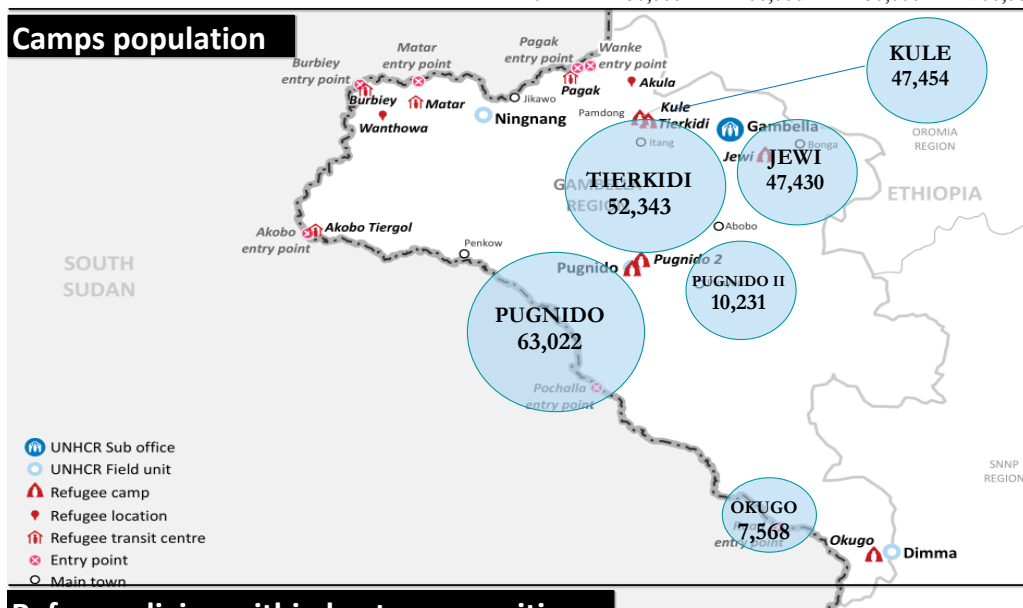 Camps population
Burbiey
entry point
Matar
entry point
Pagak
entry point
Wanke
entry point
KULE
47,454
Burbiey
Matar
Wanthowa
Jikawo
Ningnang
Pagak
Akula
Pamdong
Kule
Tierkidi
Itang
Gambella
Bonga
Jewi
JEWI
47,430
OROMIA
REGION
ETHIOPIA
TIERKIDI
52,343
GAMBELLA
REGION
Abobo
Akobo
entry point
Akobo Tiergol
Penkow
SOUTH
SUDAN
Pugnido
Pugnido 2
PUGNIDO II
10,231
PUGNIDO
63,022
Pochalla
entry point
UNHCR Sub office
UNHCR Field unit
Refugee camp
Refugee location
Refugee transit centre
Entry point
Main town
SNNP
REGION
OKUGO
7,568
entry point
Okugo
Dimma